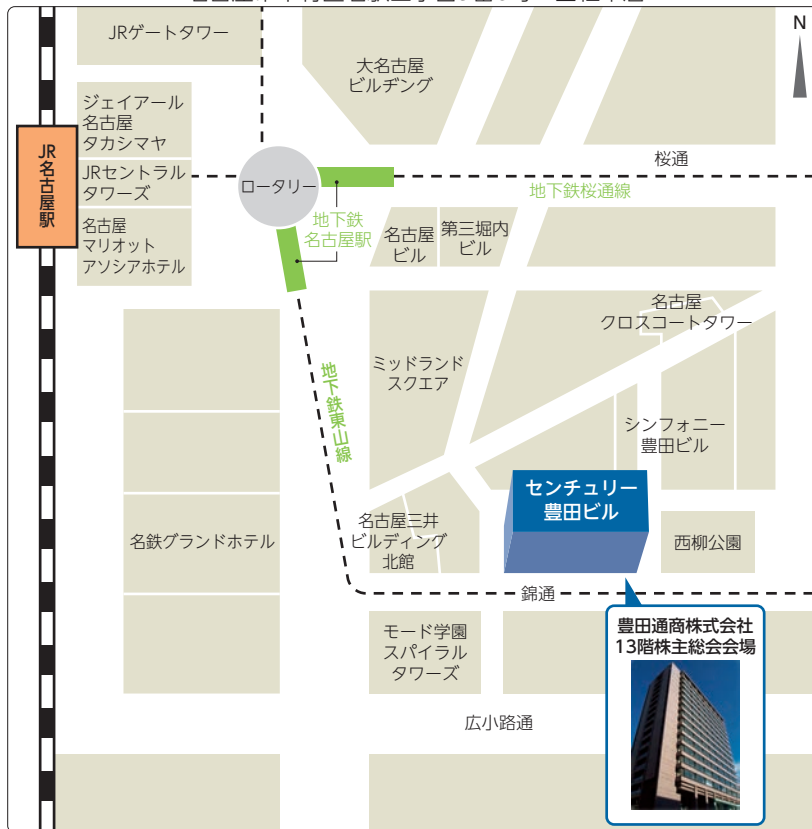 JRゲートタワー
大名古屋
ビルヂング
N
ジェイアール
名古屋
タカシマヤ
JR名古屋駅
JRセントラル
タワーズ
ロータリー
桜通
地下鉄桜通線
地下鉄
名古屋駅
名古屋
マリオット
アソシアホテル
名古屋
ビル
第三堀内
ビル
名古屋
クロスコートタワー
ミッドランド
スクエア
地下鉄東山線
シンフォニー
豊田ビル
センチュリー
豊田ビル
名古屋三井
ビルディング
北館
名鉄グランドホテル
西柳公園
錦通
モード学園
スパイラル
タワーズ
豊田通商株式会社
13階株主総会会場
広小路通